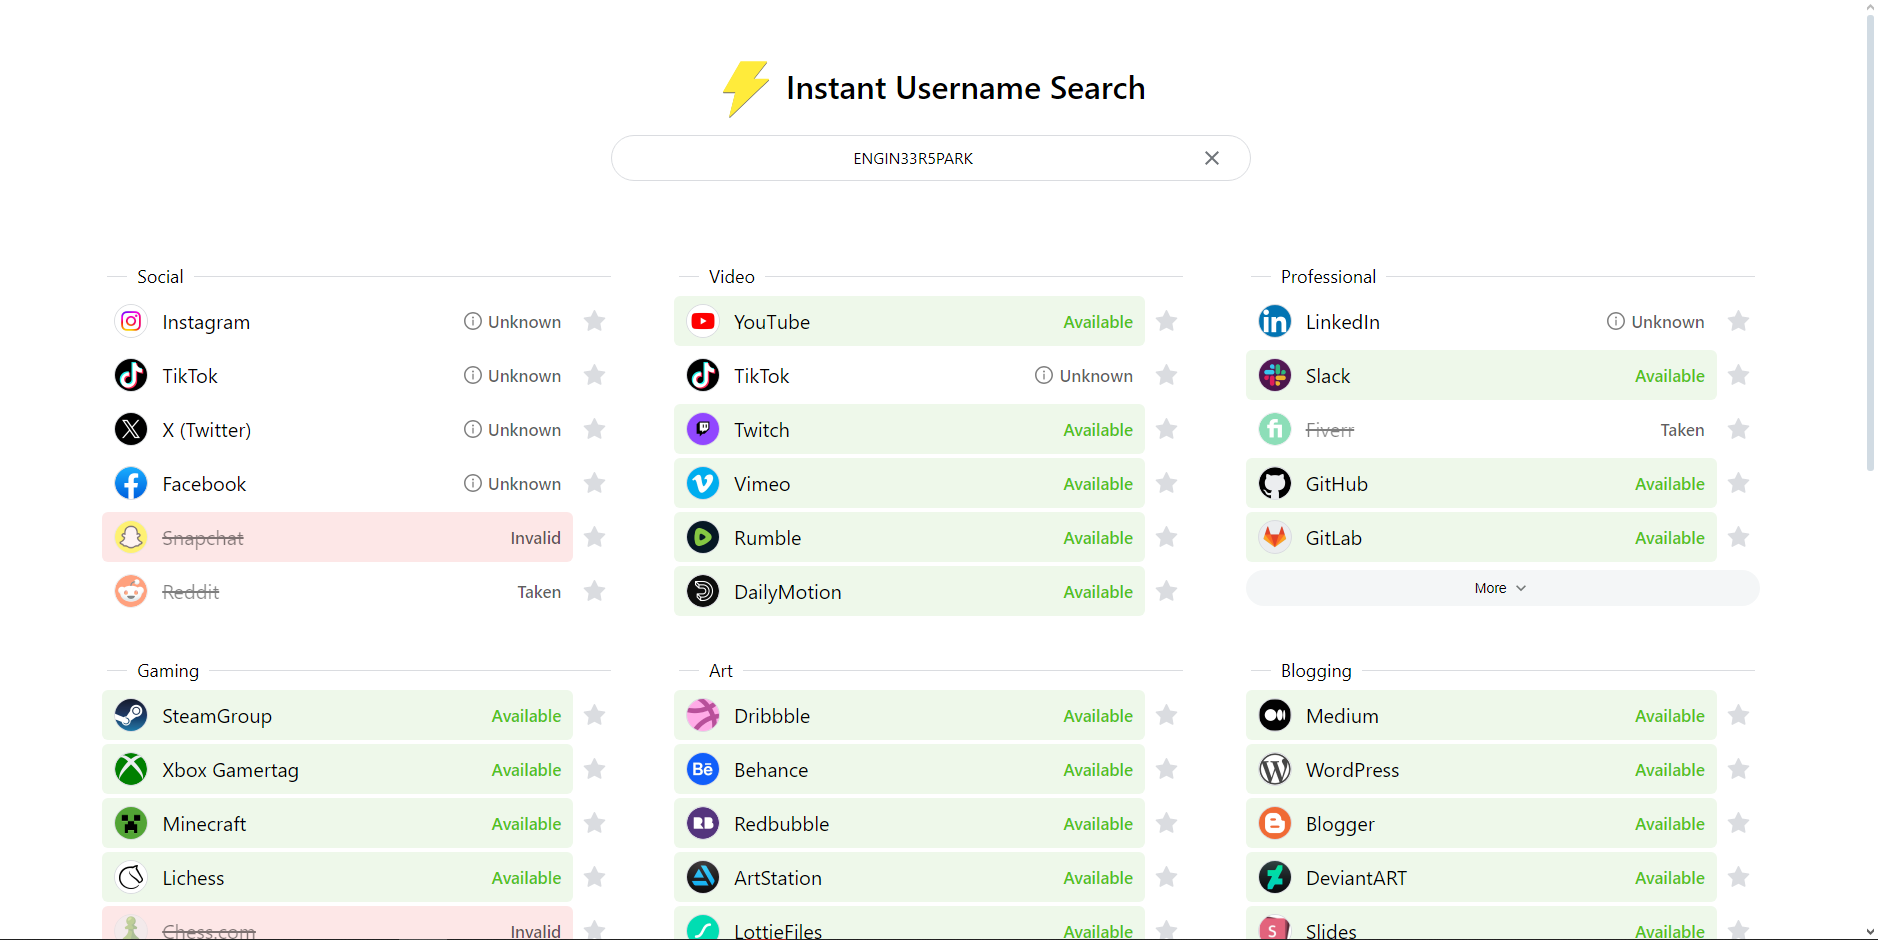 Instant Username Search
ENGIN33R5PARK
Social
Instagram Unknown
TikTok Unknown
X (Twitter) Unknown
Facebook Unknown
Snapchat Invalid
Reddit Taken
Video
YouTube Available
TikTok Unknown
Twitch Available
Vimeo Available
Rumble Available
DailyMotion Available
Professional
LinkedIn Unknown
Slack Available
Fiverr Taken
GitHub Available
GitLab Available
More
Gaming
SteamGroup Available
Xbox Gamertag Available
Minecraft Available
Lichess Available
Chess.com Invalid
Art
Dribbble Available
Behance Available
Redbubble Available
ArtStation Available
LottieFiles Available
Blogging
Medium Available
WordPress Available
Blogger Available
DeviantART Available
Slides Available